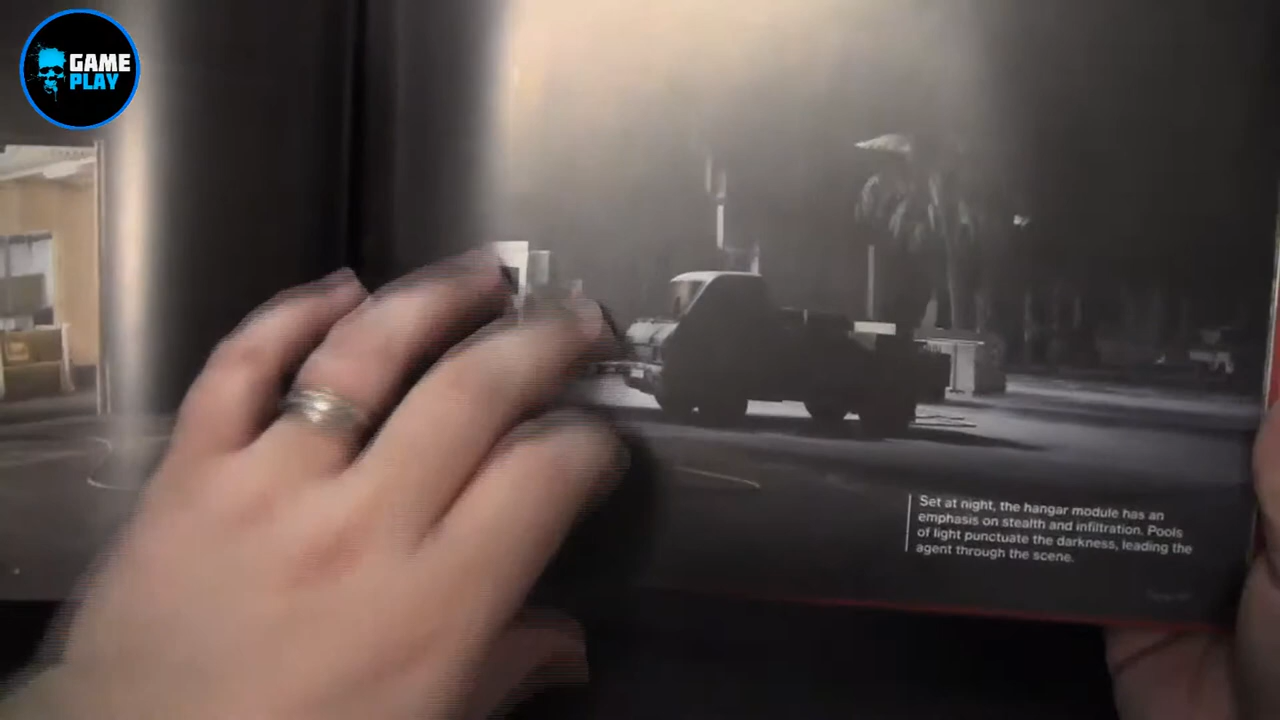 GAME
PLAY
Set at night, the hangar module has an
emphasis on stealth and infiltration. Pools
of light punctuate the darkness, leading the
agent through the scene.